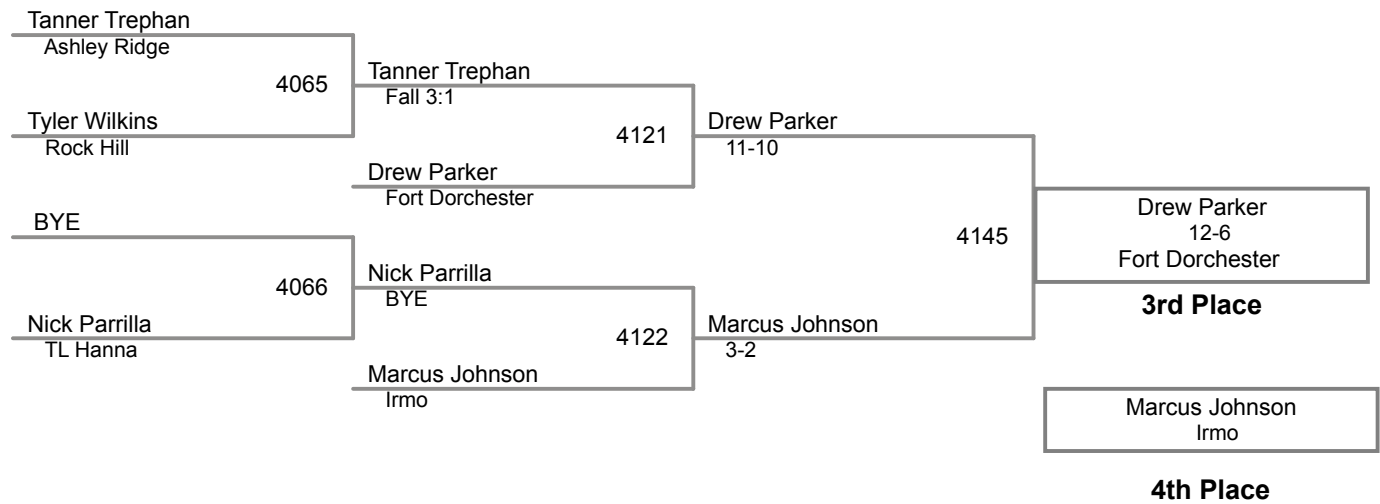 Tanner Trephan
Ashley Ridge
4065
Tyler Wilkins
Rock Hill
BYE
4066
Nick Parrilla
TL Hanna
Tanner Trephan
Fall 3:1
4121
Drew Parker
Fort Dorchester
Nick Parrilla
BYE
4122
Marcus Johnson
Irmo
Drew Parker
11-10
4145
Marcus Johnson
3-2
Drew Parker
12-6
Fort Dorchester
3rd Place
Marcus Johnson
Irmo
4th Place